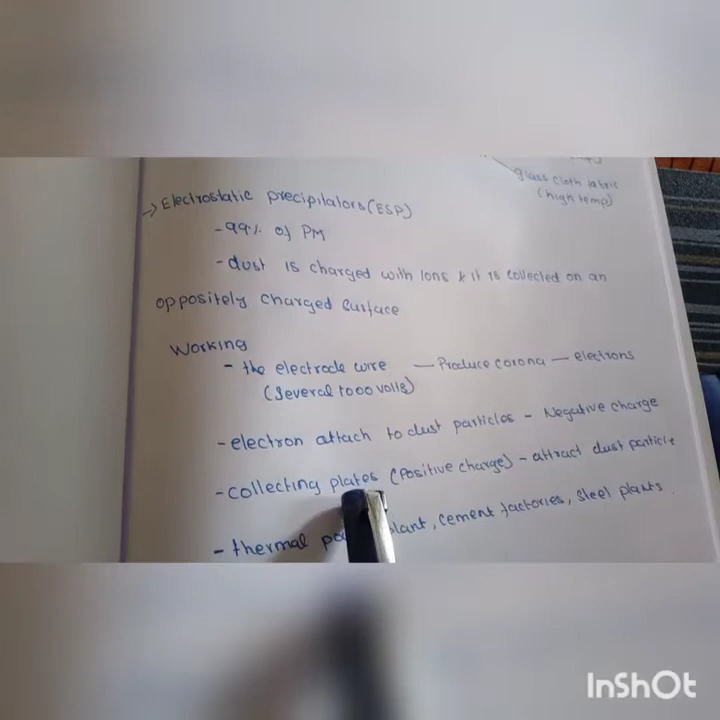 glass cloth fabric
(high temp)
→ Electrostatic precipitators (ESP)
- 99% of PM
- dust is charged with Ions & it is collected on an
oppositely charged surface
Working
- the electrode wire — Produce corona — electrons
(Several 1000 volts)
- electron attach to dust particles - Negative charge
- collecting plates (Positive charge) - attract dust particle
- thermal plant, cement factories, steel plants.
InShOt